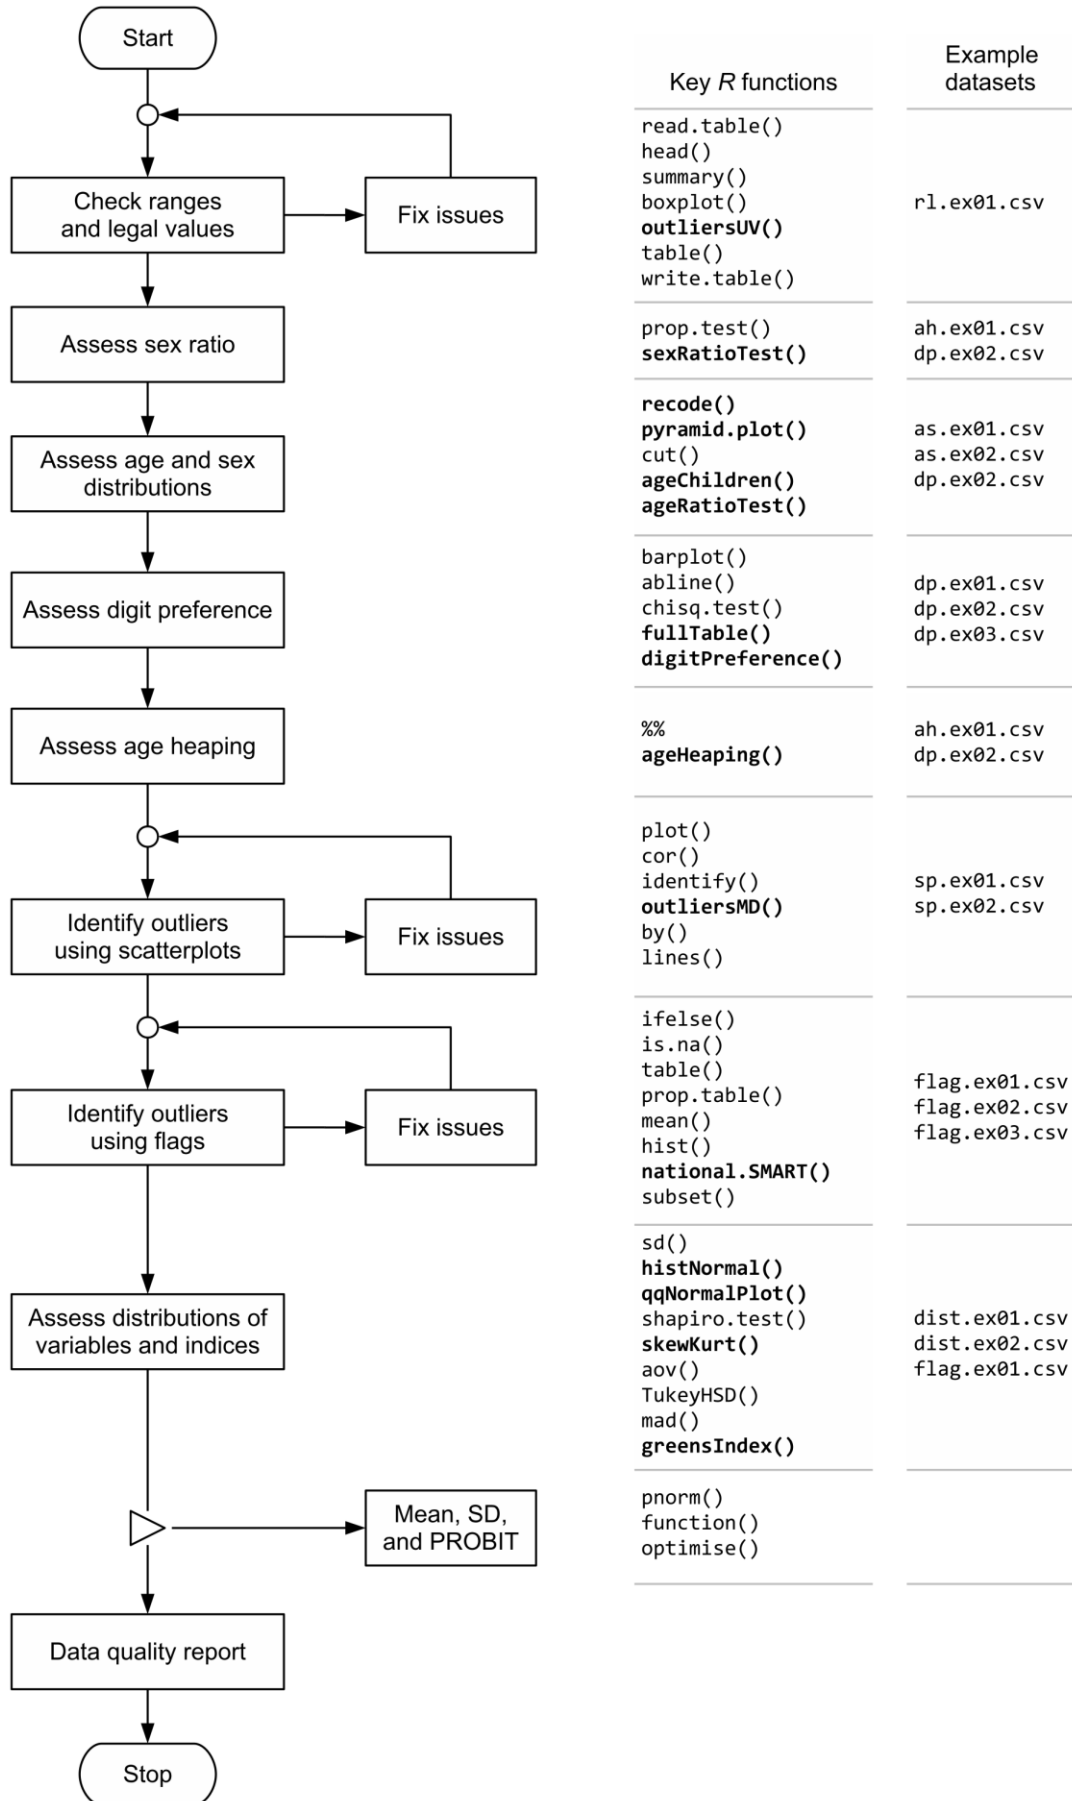 Start
Check ranges
and legal values
Fix issues
Assess sex ratio
Assess age and sex
distributions
Assess digit preference
Assess age heaping
Identify outliers
using scatterplots
Fix issues
Identify outliers
using flags
Fix issues
Assess distributions of
variables and indices
Mean, SD,
and PROBIT
Data quality report
Stop
Key R functions
Example
datasets
read.table()
head()
summary()
boxplot()
outliersUV()
table()
write.table()
rl.ex01.csv
prop.test()
sexRatioTest()
ah.ex01.csv
dp.ex02.csv
recode()
pyramid.plot()
cut()
ageChildren()
ageRatioTest()
as.ex01.csv
as.ex02.csv
dp.ex02.csv
barplot()
abline()
chisq.test()
fullTable()
digitPreference()
dp.ex01.csv
dp.ex02.csv
dp.ex03.csv
%%
ageHeaping()
ah.ex01.csv
dp.ex02.csv
plot()
cor()
identify()
outliersMD()
by()
lines()
sp.ex01.csv
sp.ex02.csv
ifelse()
is.na()
table()
prop.table()
mean()
hist()
national.SMART()
subset()
flag.ex01.csv
flag.ex02.csv
flag.ex03.csv
sd()
histNormal()
qqNormalPlot()
shapiro.test()
skewKurt()
aov()
TukeyHSD()
mad()
greensIndex()
dist.ex01.csv
dist.ex02.csv
flag.ex01.csv
pnorm()
function()
optimise()